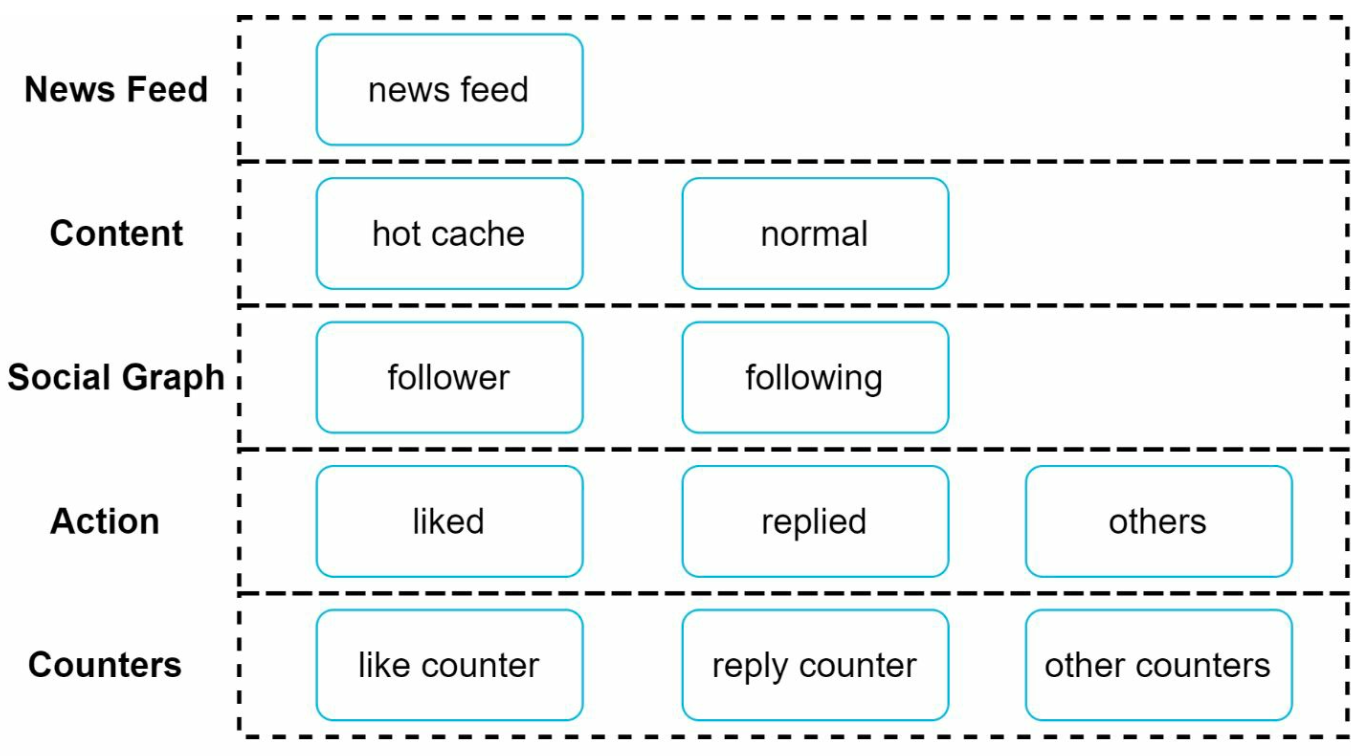 News Feed
news feed
Content
hot cache
normal
Social Graph
follower
following
Action
liked
replied
others
Counters
like counter
reply counter
other counters